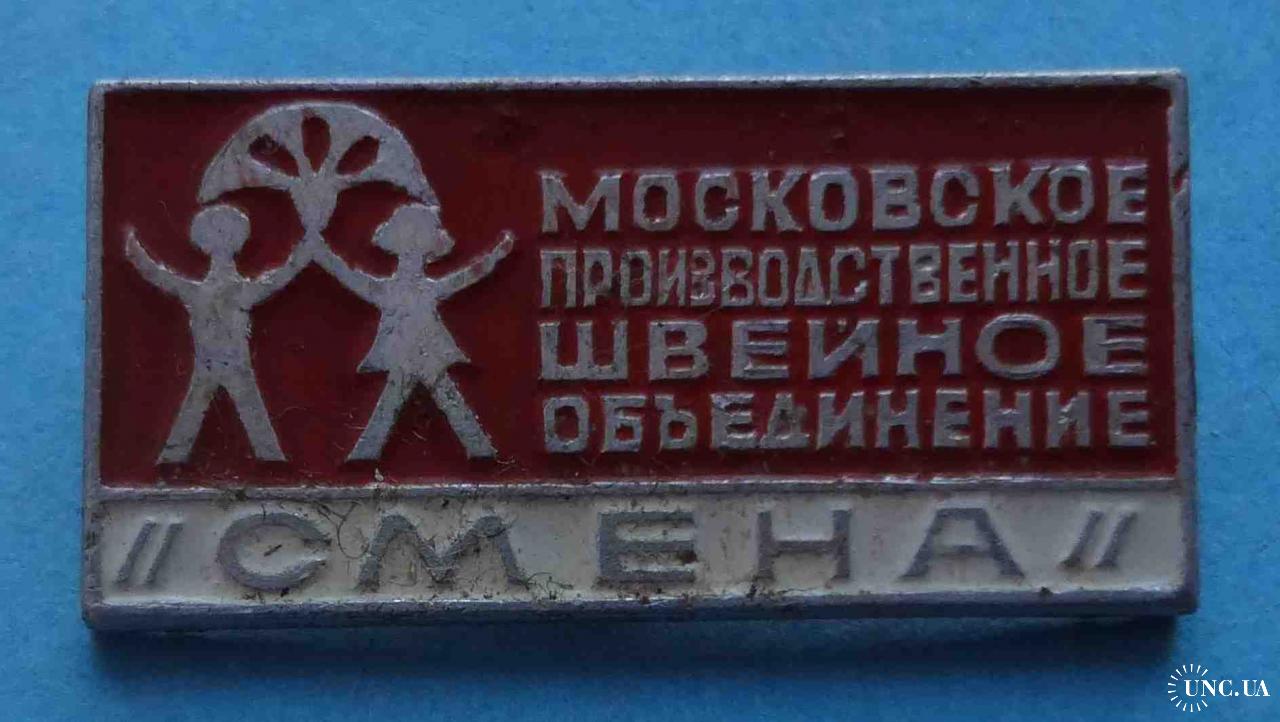 МОСКОВСКОЕ
ПРОИЗВОДСТВЕННОЕ
ШВЕЙНОЕ
ОБЪЕДИНЕНИЕ
"СМЕНА"
UNC.UA